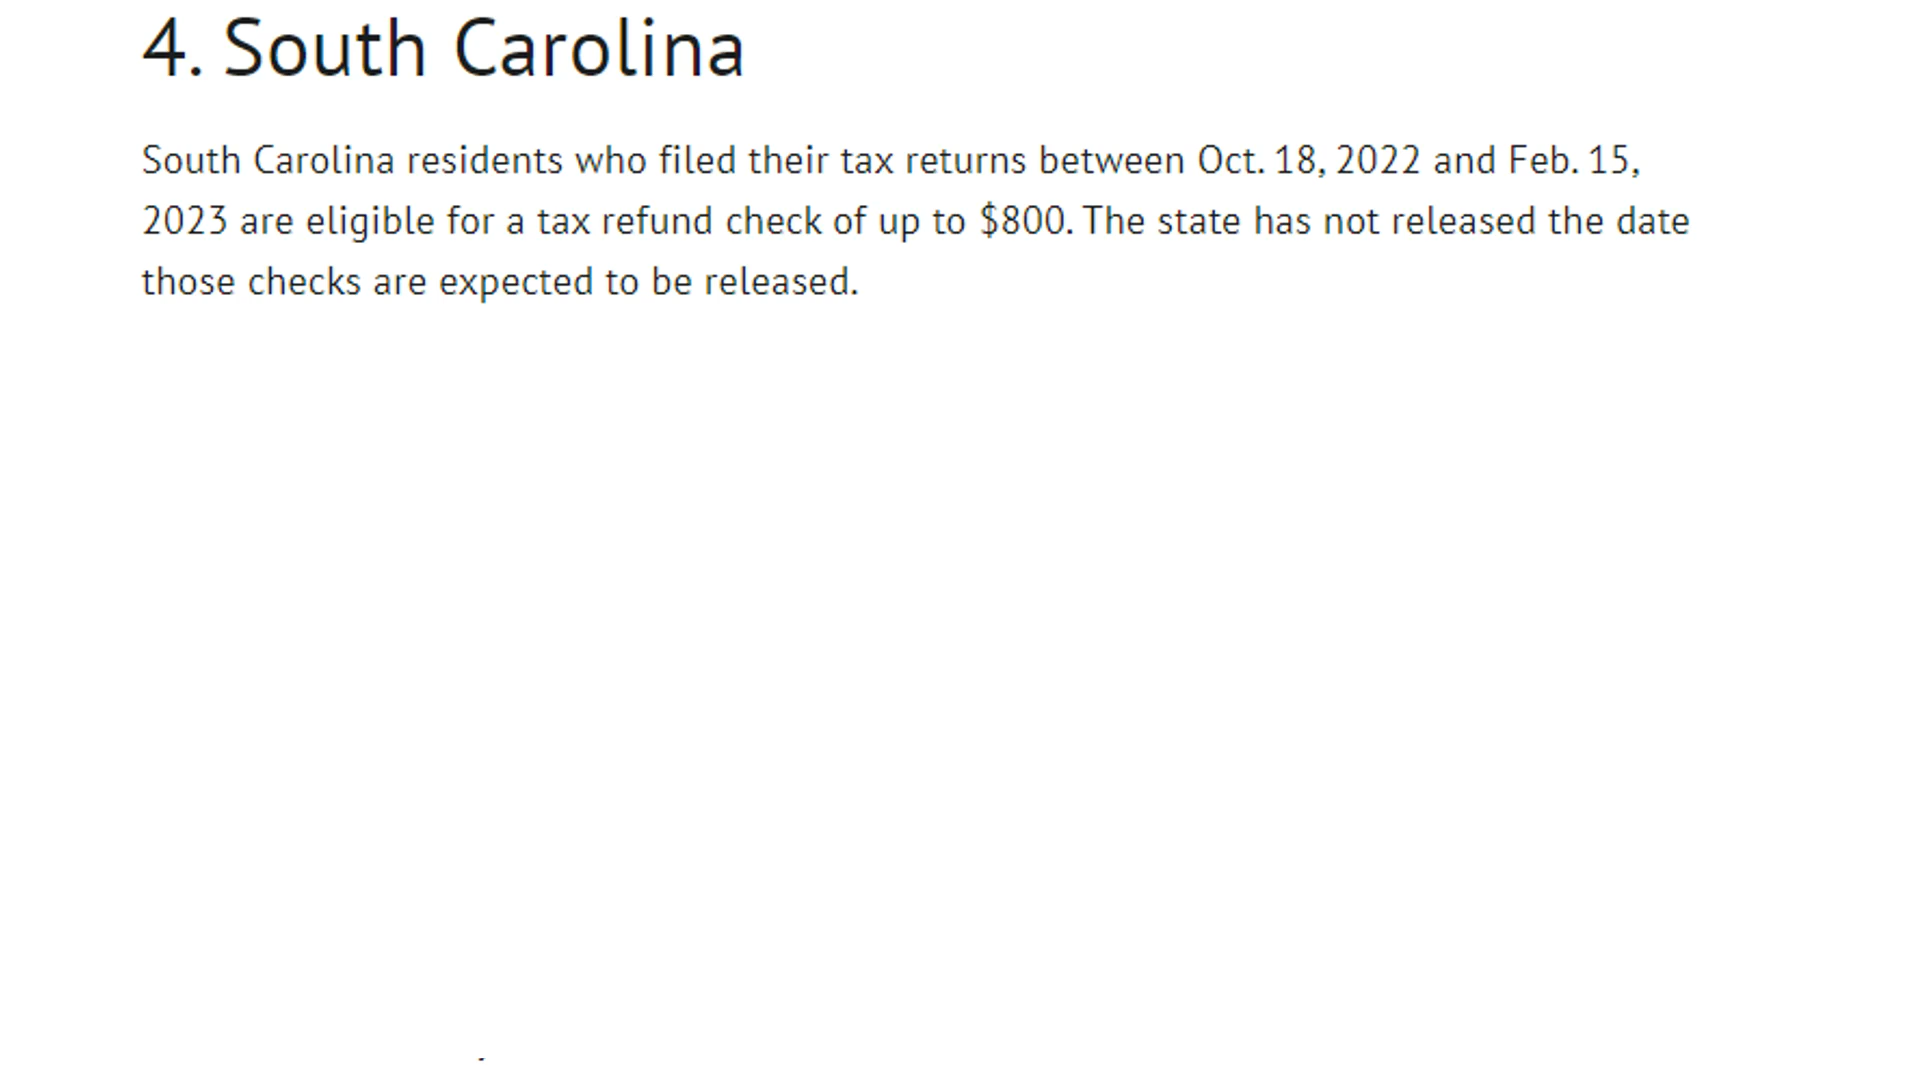 4. South Carolina
South Carolina residents who filed their tax returns between Oct. 18, 2022 and Feb. 15,
2023 are eligible for a tax refund check of up to $800. The state has not released the date
those checks are expected to be released.